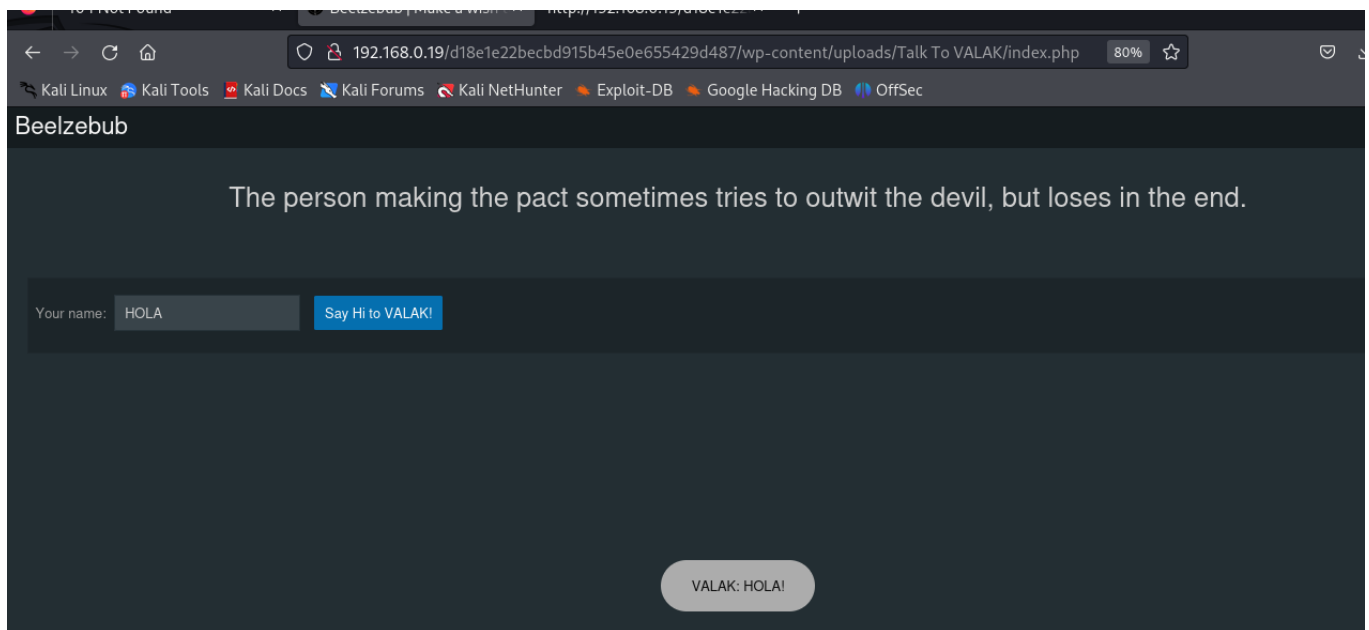 192.168.0.19/d18e1e22becbd915b45e0e655429d487/wp-content/uploads/Talk To VALAK/index.php 80%
Kali Linux Kali Tools Kali Docs Kali Forums Kali NetHunter Exploit-DB Google Hacking DB OffSec
Beelzebub
The person making the pact sometimes tries to outwit the devil, but loses in the end.
Your name: HOLA Say Hi to VALAK!
VALAK: HOLA!